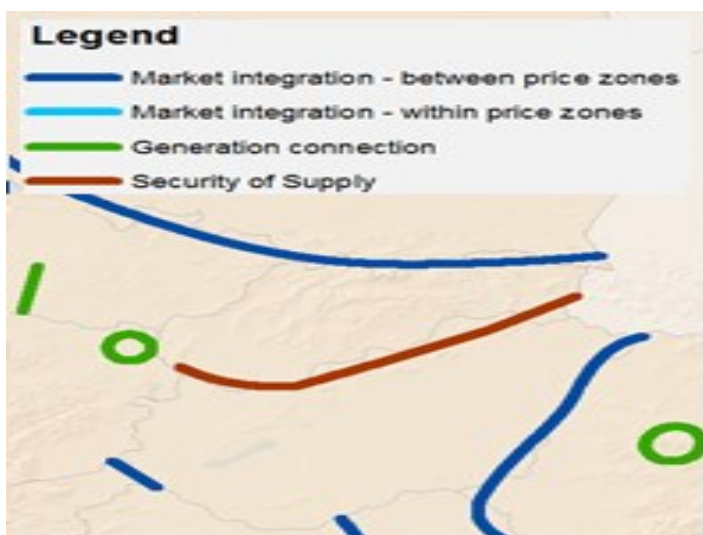 Legend
Market integration - between price zones
Market integration - within price zones
Generation connection
Security of Supply